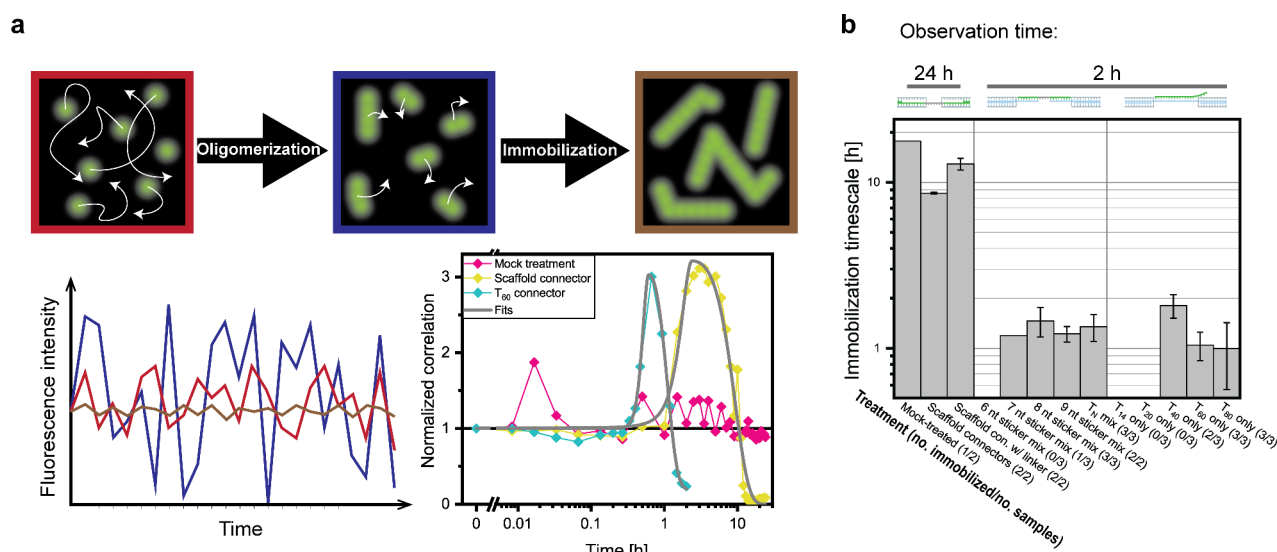 a
Oligomerization
Immobilization
Fluorescence intensity
Time
Normalized correlation
3
2
1
0
Mock treatment
Scaffold connector
T60 connector
Fits
0
0.01
0.1
1
10
Time [h]
b
Observation time:
24 h
2 h
Immobilization timescale [h]
10
1
Treatment (no. immobilized/no. samples)
Mock-treated (1/2)
Scaffold connectors (2/2)
Scaffold con. w/ linker (2/2)
6 nt sticker mix (0/3)
7 nt sticker mix (1/3)
8 nt sticker mix (3/3)
9 nt sticker mix (2/2)
TN mix (3/3)
T14 only (0/3)
T20 only (0/3)
T40 only (2/3)
T60 only (3/3)
T80 only (3/3)